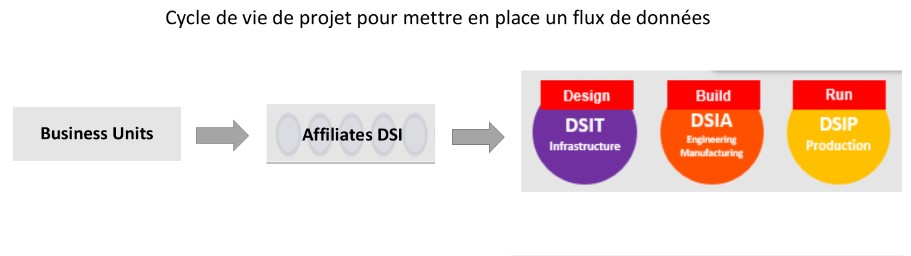 Cycle de vie de projet pour mettre en place un flux de données
Business Units
Affiliates DSI
Design
DSIT
Infrastructure
Build
DSIA
Engineering
Manufacturing
Run
DSIP
Production